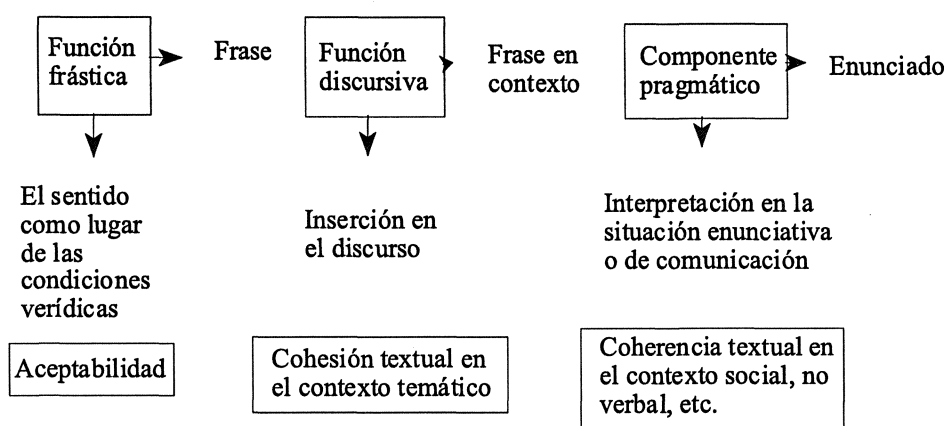 Función
frástica
Frase
Función
discursiva
Frase en
contexto
Componente
pragmático
Enunciado
El sentido
como lugar
de las
condiciones
verídicas
Inserción en
el discurso
Interpretación en la
situación enunciativa
o de comunicación
Aceptabilidad
Cohesión textual en
el contexto temático
Coherencia textual en
el contexto social, no
verbal, etc.